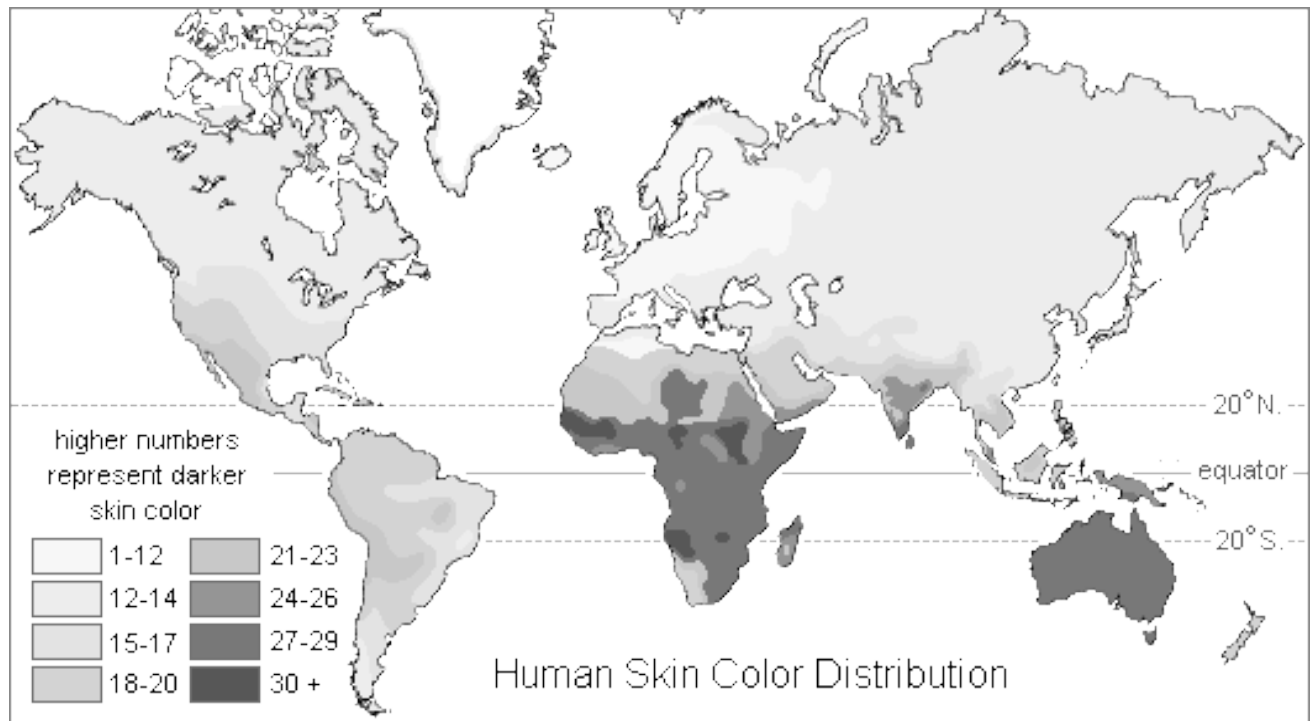 20°N.
higher numbers
represent darker
skin color
equator
1-12
21-23
20°S.
12-14
24-26
15-17
27-29
18-20
30 +
Human Skin Color Distribution